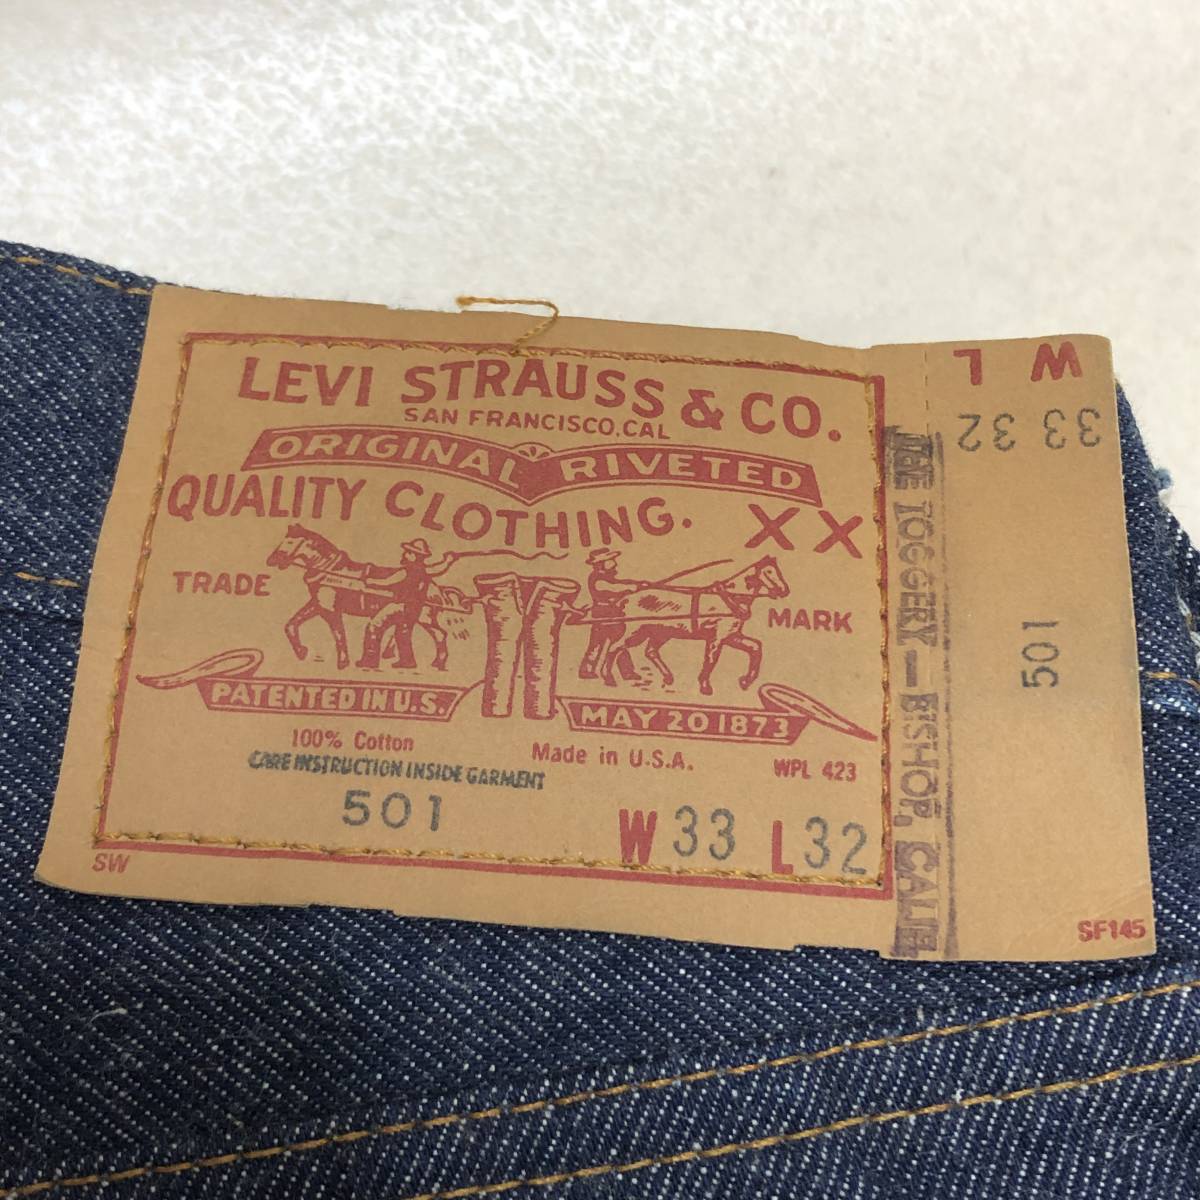 LEVI STRAUSS & CO.
SAN FRANCISCO, CAL
ORIGINAL RIVETED
QUALITY CLOTHING. XX
TRADE MARK
PATENTED IN U.S. MAY 20 1873
100% Cotton Made in U.S.A. WPL 423
CARE INSTRUCTION INSIDE GARMENT
501
W 33 L 32
SW
W L
33 32
THE TOGGERY — BISHOP, CALIF
501
SF145